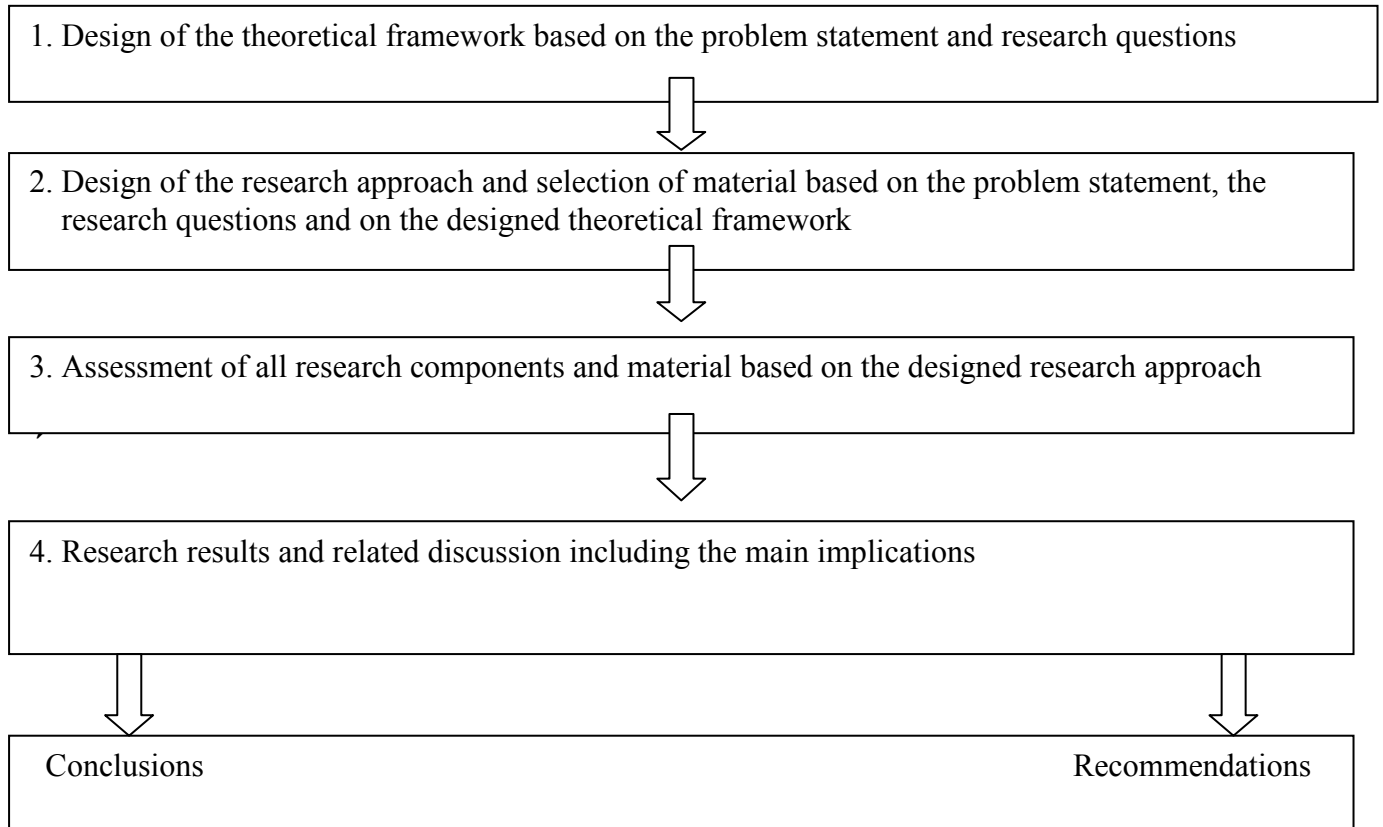 1. Design of the theoretical framework based on the problem statement and research questions
2. Design of the research approach and selection of material based on the problem statement, the
research questions and on the designed theoretical framework
3. Assessment of all research components and material based on the designed research approach
4. Research results and related discussion including the main implications
Conclusions Recommendations